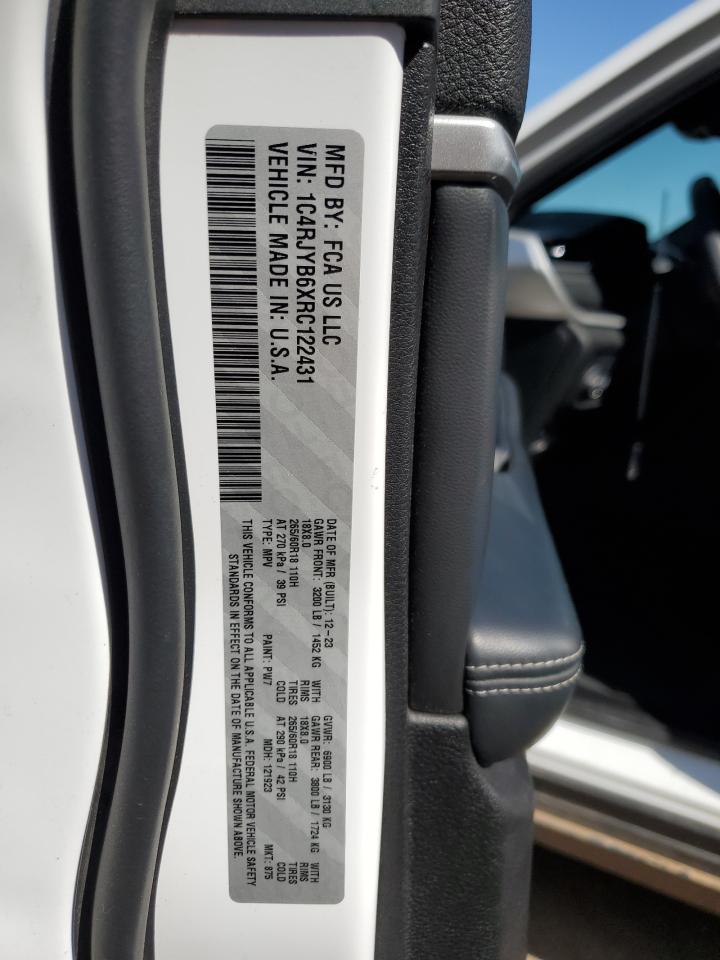 MFD BY: FCA US LLC
VIN: 1C4RJYB6XRC122431
VEHICLE MADE IN: U.S.A.
DATE OF MFR (BUILT): 12-23 GVWR: 6900 LB / 3130 KG
GAWR FRONT: 3200 LB / 1452 KG WITH GAWR REAR: 3800 LB / 1724 KG WITH
18X8.0 RIMS 18X8.0 RIMS
265/60R18 110H TIRES 265/60R18 110H TIRES
AT 270 kPa / 39 PSI COLD AT 290 kPa / 42 PSI COLD
TYPE: MPV PAINT: PW7 MDH: 121923 MKT: 875
THIS VEHICLE CONFORMS TO ALL APPLICABLE U.S.A. FEDERAL MOTOR VEHICLE SAFETY
STANDARDS IN EFFECT ON THE DATE OF MANUFACTURE SHOWN ABOVE.